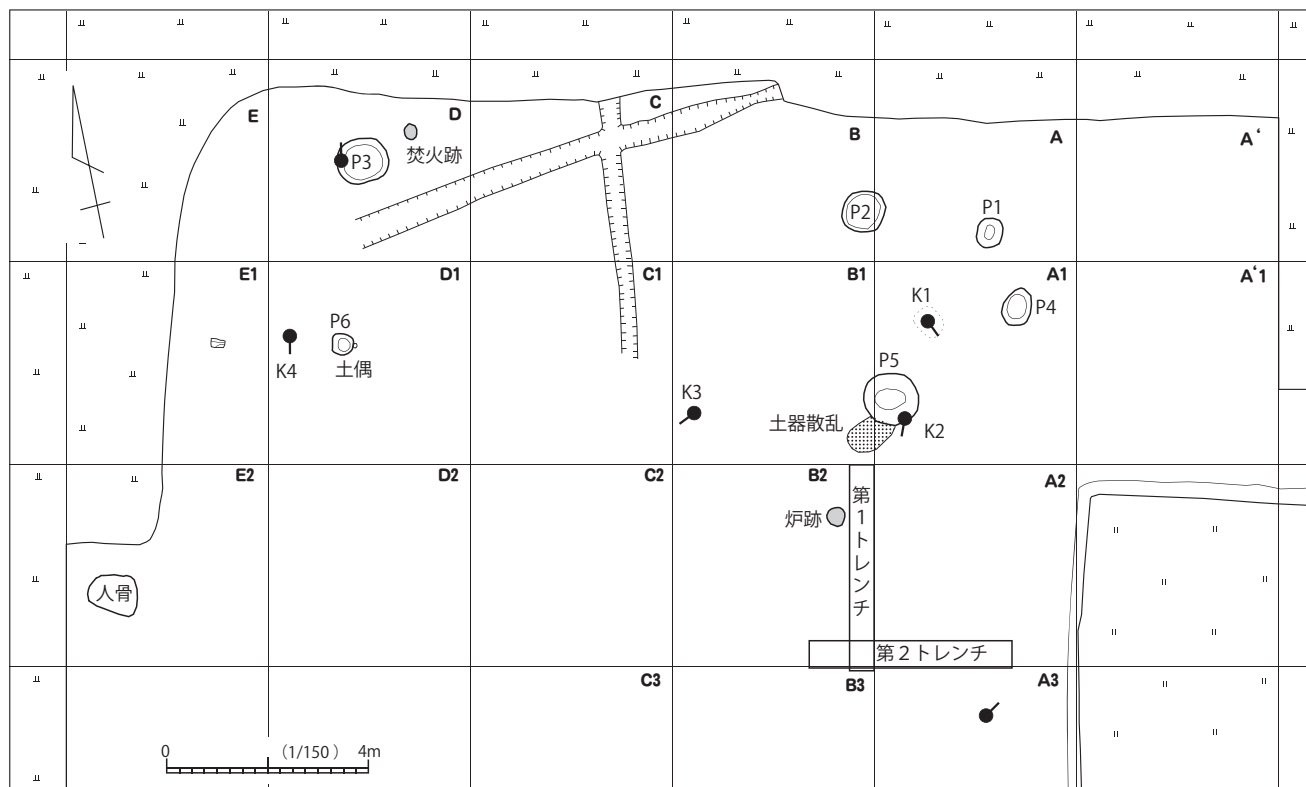 E
D
C
B
A
A‘
P3
焚火跡
P2
P1
E1
D1
C1
B1
A1
A‘1
K1
P4
P6
K4
土偶
P5
K3
土器散乱
K2
E2
D2
C2
B2
A2
炉跡
第1トレンチ
人骨
第2トレンチ
C3
B3
A3
0
(1/150 )
4m